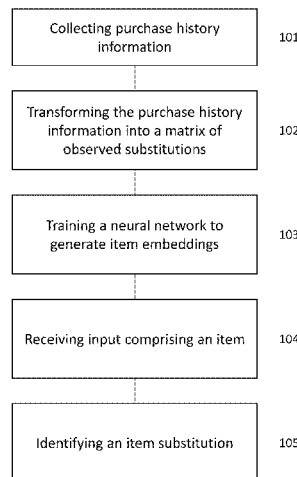 Collecting purchase history
information
101
Transforming the purchase history
information into a matrix of
observed substitutions
102
Training a neural network to
generate item embeddings
103
Receiving input comprising an item
104
Identifying an item substitution
105